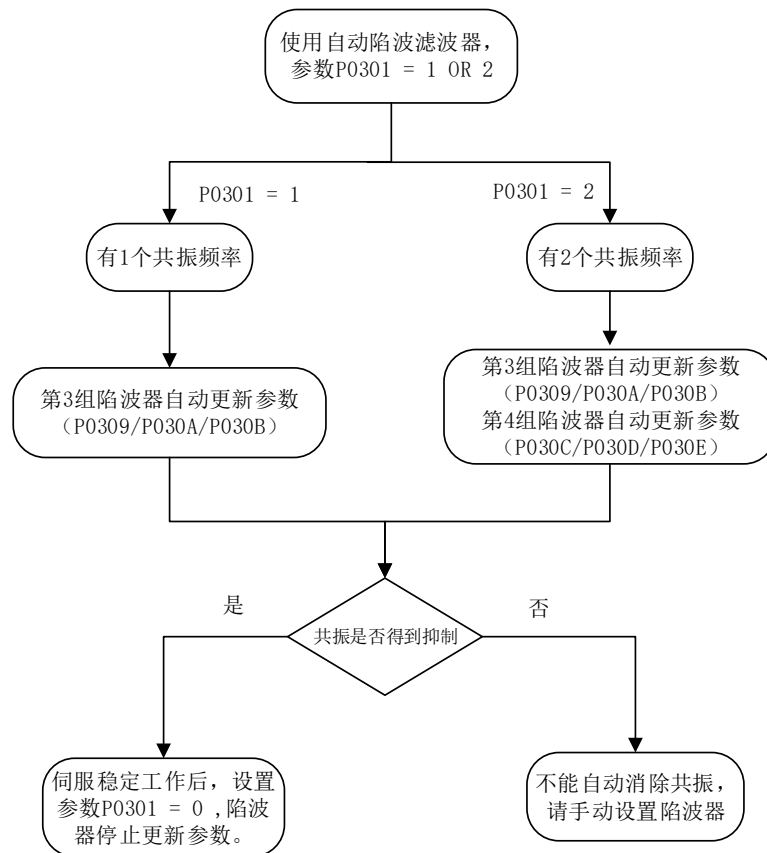 使用自动陷波滤波器，
参数P0301 = 1 OR 2
P0301 = 1
P0301 = 2
有1个共振频率
有2个共振频率
第3组陷波器自动更新参数
（P0309/P030A/P030B）
第3组陷波器自动更新参数
（P0309/P030A/P030B）
第4组陷波器自动更新参数
（P030C/P030D/P030E）
是
否
共振是否得到抑制
伺服稳定工作后，设置
参数P0301 = 0 ,陷波
器停止更新参数。
不能自动消除共振，
请手动设置陷波器